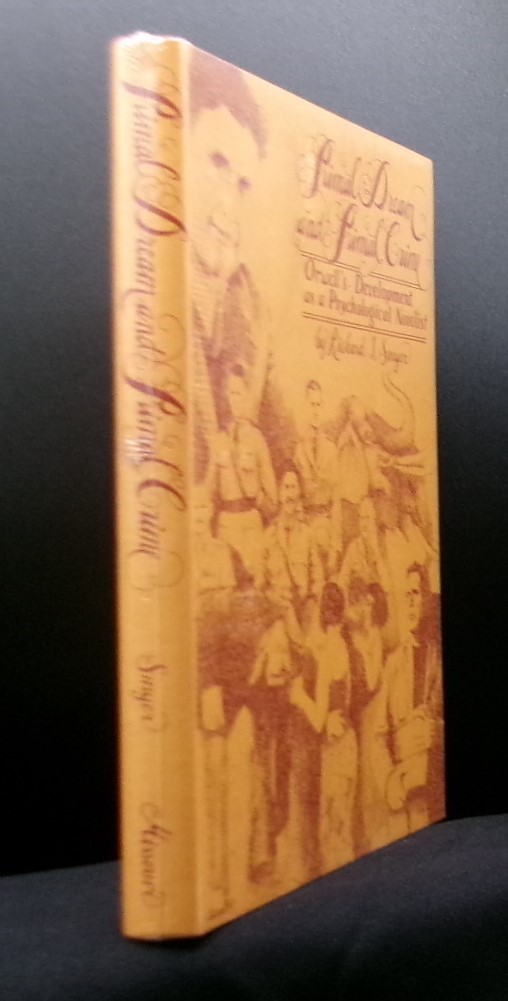 Primal Dream and Primal Crime
Smyer
Missouri
Primal Dream
and Primal Crime
Orwell's Development
as a Psychological Novelist
by Richard I. Smyer